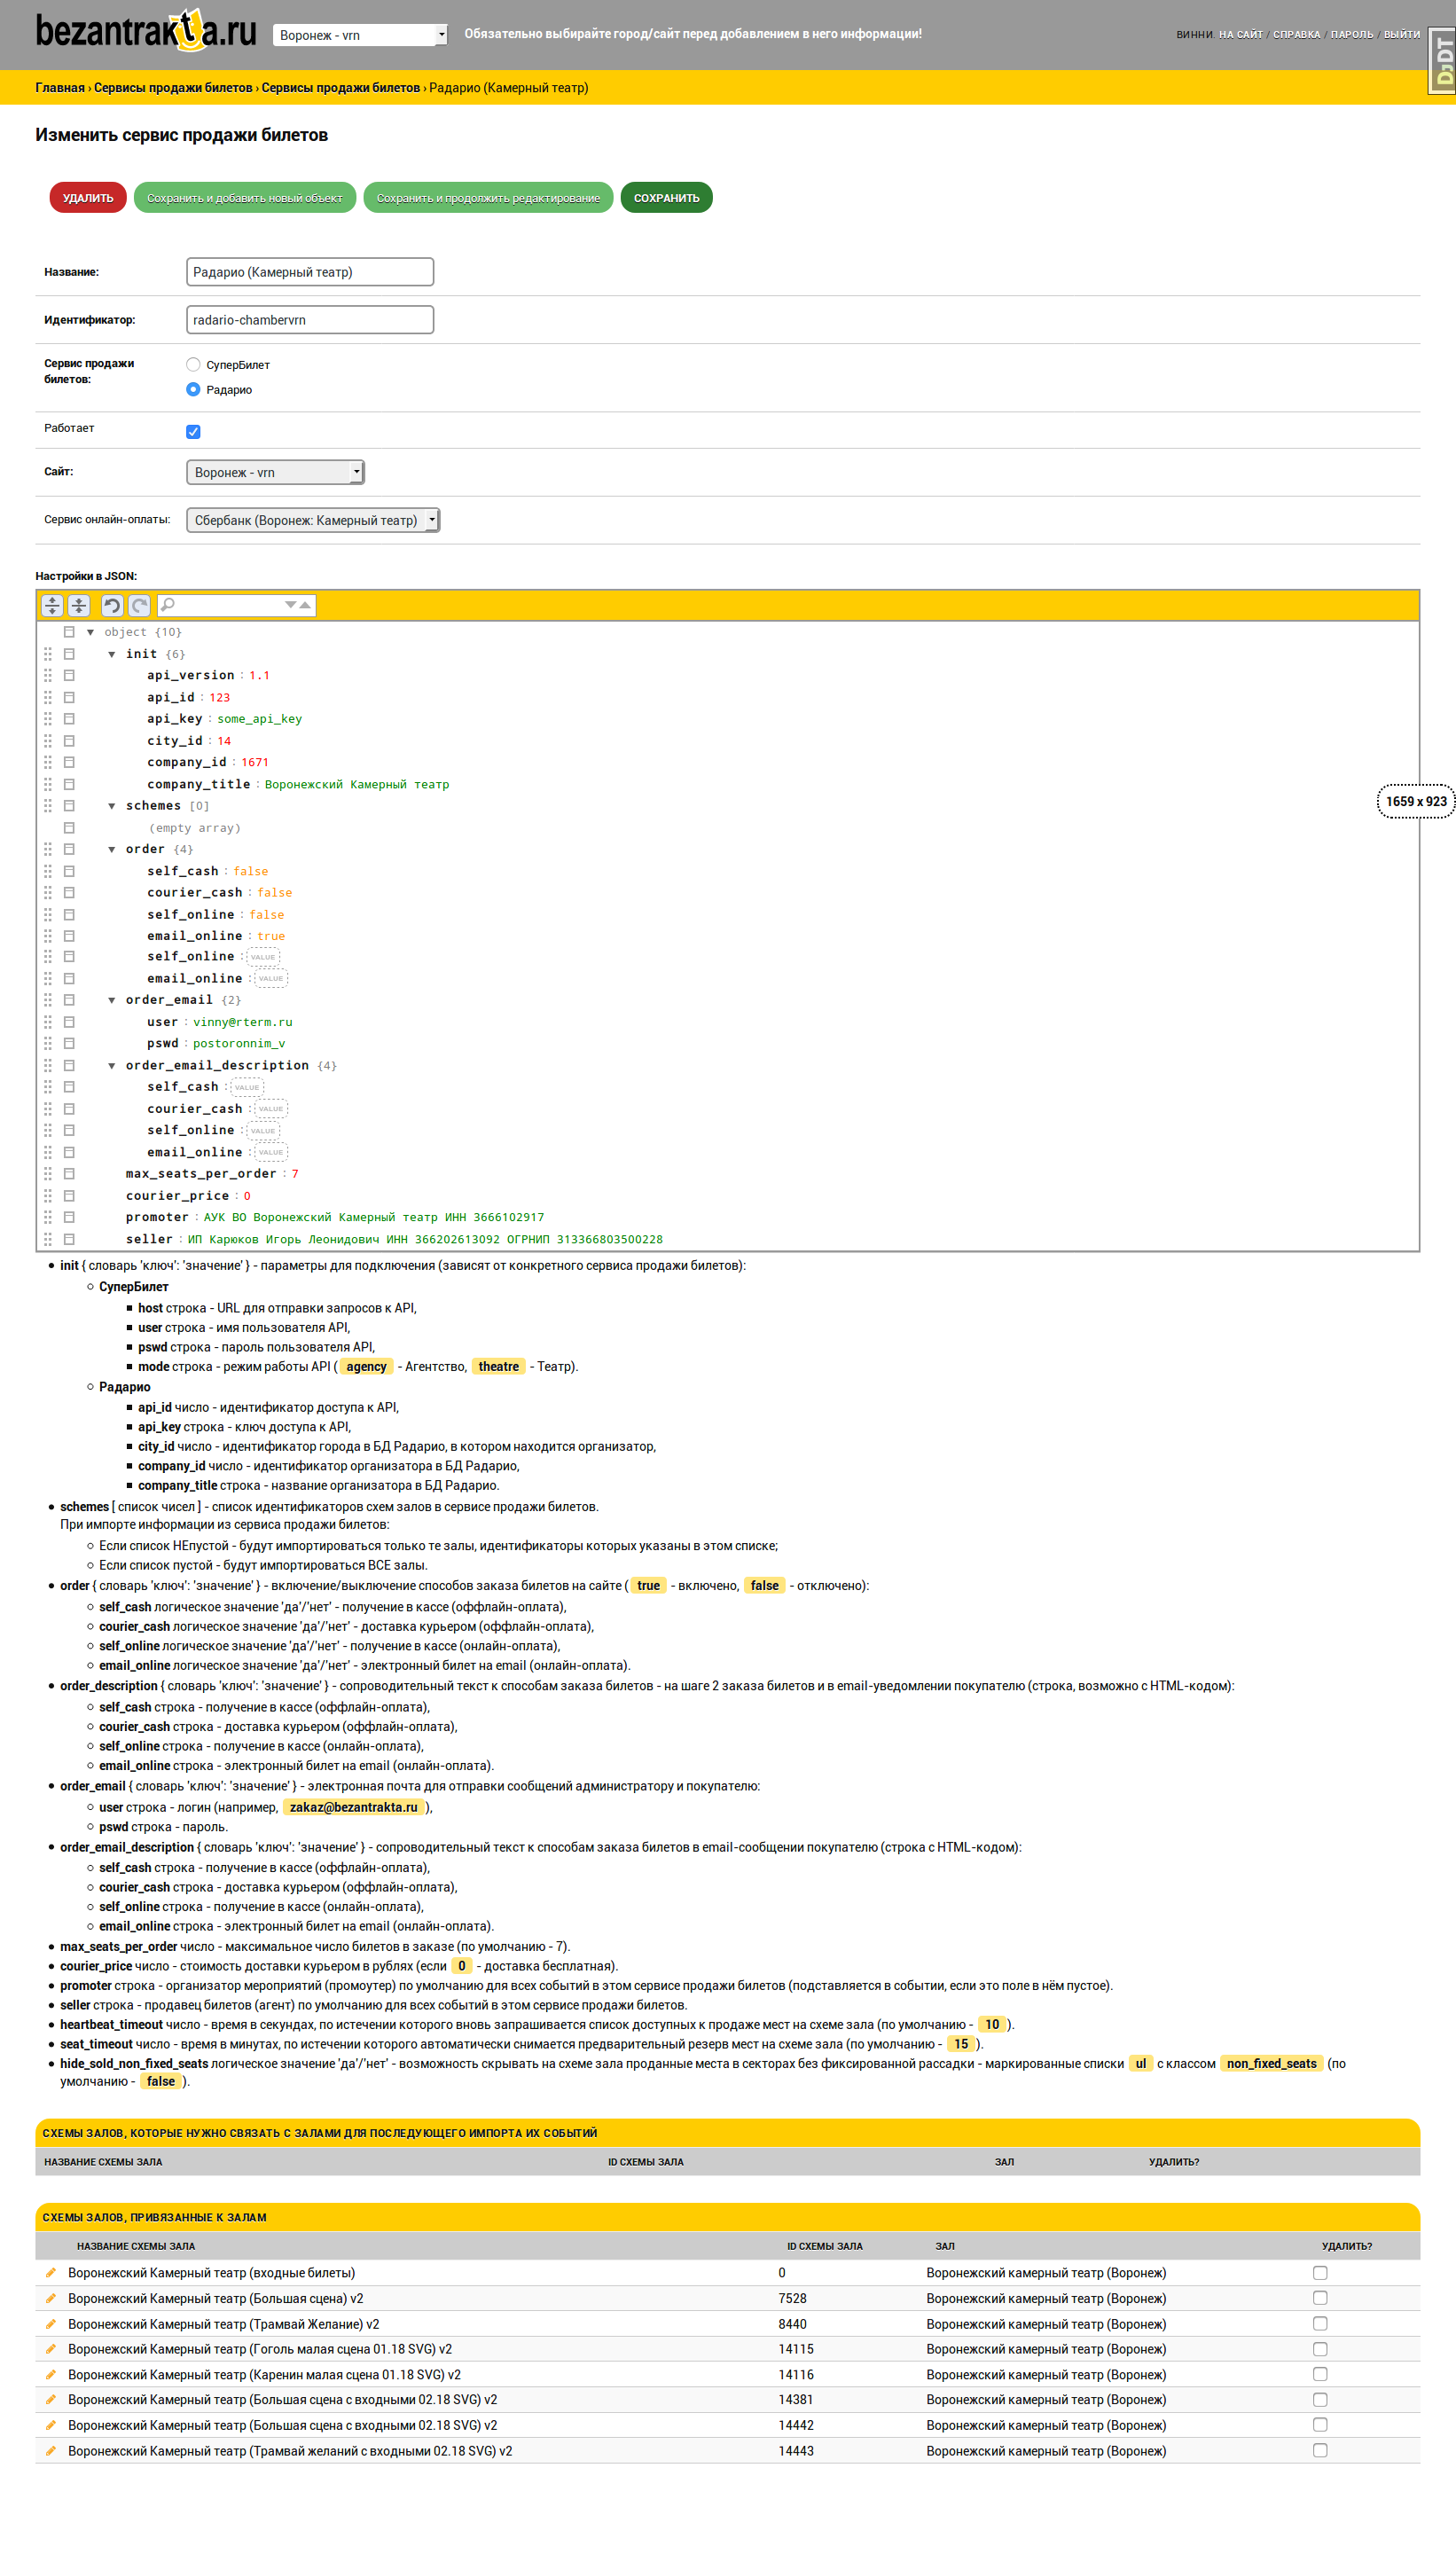 bezantrakta.ru
Воронеж - vrn
Обязательно выбирайте город/сайт перед добавлением в него информации!
ВИННИ. НА САЙТ / СПРАВКА / ПАРОЛЬ / ВЫЙТИ
DJDT
Главная › Сервисы продажи билетов › Сервисы продажи билетов › Радарио (Камерный театр)
Изменить сервис продажи билетов
УДАЛИТЬ
Сохранить и добавить новый объект
Сохранить и продолжить редактирование
СОХРАНИТЬ
Название: Радарио (Камерный театр)
Идентификатор: radario-chambervrn
Сервис продажи
билетов:
СуперБилет
Радарио
Работает
Сайт: Воронеж - vrn
Сервис онлайн-оплаты: Сбербанк (Воронеж: Камерный театр)
Настройки в JSON:
object {10}
init {6}
api_version : 1.1
api_id : 123
api_key : some_api_key
city_id : 14
company_id : 1671
company_title : Воронежский Камерный театр
1659 x 923
schemes [0]
(empty array)
order {4}
self_cash : false
courier_cash : false
self_online : false
email_online : true
self_online : VALUE
email_online : VALUE
order_email {2}
user : vinny@rterm.ru
pswd : postoronnim_v
order_email_description {4}
self_cash : VALUE
courier_cash : VALUE
self_online : VALUE
email_online : VALUE
max_seats_per_order : 7
courier_price : 0
promoter : АУК ВО Воронежский Камерный театр ИНН 3666102917
seller : ИП Карюков Игорь Леонидович ИНН 366202613092 ОГРНИП 313366803500228
init { словарь 'ключ': 'значение' } - параметры для подключения (зависят от конкретного сервиса продажи билетов):
СуперБилет
host строка - URL для отправки запросов к API,
user строка - имя пользователя API,
pswd строка - пароль пользователя API,
mode строка - режим работы API ( agency - Агентство, theatre - Театр).
Радарио
api_id число - идентификатор доступа к API,
api_key строка - ключ доступа к API,
city_id число - идентификатор города в БД Радарио, в котором находится организатор,
company_id число - идентификатор организатора в БД Радарио,
company_title строка - название организатора в БД Радарио.
schemes [ список чисел ] - список идентификаторов схем залов в сервисе продажи билетов.
При импорте информации из сервиса продажи билетов:
Если список НЕпустой - будут импортироваться только те залы, идентификаторы которых указаны в этом списке;
Если список пустой - будут импортироваться ВСЕ залы.
order { словарь 'ключ': 'значение' } - включение/выключение способов заказа билетов на сайте ( true - включено, false - отключено):
self_cash логическое значение 'да'/'нет' - получение в кассе (оффлайн-оплата),
courier_cash логическое значение 'да'/'нет' - доставка курьером (оффлайн-оплата),
self_online логическое значение 'да'/'нет' - получение в кассе (онлайн-оплата),
email_online логическое значение 'да'/'нет' - электронный билет на email (онлайн-оплата).
order_description { словарь 'ключ': 'значение' } - сопроводительный текст к способам заказа билетов - на шаге 2 заказа билетов и в email-уведомлении покупателю (строка, возможно с HTML-кодом):
self_cash строка - получение в кассе (оффлайн-оплата),
courier_cash строка - доставка курьером (оффлайн-оплата),
self_online строка - получение в кассе (онлайн-оплата),
email_online строка - электронный билет на email (онлайн-оплата).
order_email { словарь 'ключ': 'значение' } - электронная почта для отправки сообщений администратору и покупателю:
user строка - логин (например, zakaz@bezantrakta.ru ),
pswd строка - пароль.
order_email_description { словарь 'ключ': 'значение' } - сопроводительный текст к способам заказа билетов в email-сообщении покупателю (строка с HTML-кодом):
self_cash строка - получение в кассе (оффлайн-оплата),
courier_cash строка - доставка курьером (оффлайн-оплата),
self_online строка - получение в кассе (онлайн-оплата),
email_online строка - электронный билет на email (онлайн-оплата).
max_seats_per_order число - максимальное число билетов в заказе (по умолчанию - 7).
courier_price число - стоимость доставки курьером в рублях (если 0 - доставка бесплатная).
promoter строка - организатор мероприятий (промоутер) по умолчанию для всех событий в этом сервисе продажи билетов (подставляется в событии, если это поле в нём пустое).
seller строка - продавец билетов (агент) по умолчанию для всех событий в этом сервисе продажи билетов.
heartbeat_timeout число - время в секундах, по истечении которого вновь запрашивается список доступных к продаже мест на схеме зала (по умолчанию - 10 ).
seat_timeout число - время в минутах, по истечении которого автоматически снимается предварительный резерв мест на схеме зала (по умолчанию - 15 ).
hide_sold_non_fixed_seats логическое значение 'да'/'нет' - возможность скрывать на схеме зала проданные места в секторах без фиксированной рассадки - маркированные списки ul с классом non_fixed_seats (по
умолчанию - false ).
СХЕМЫ ЗАЛОВ, КОТОРЫЕ НУЖНО СВЯЗАТЬ С ЗАЛАМИ ДЛЯ ПОСЛЕДУЮЩЕГО ИМПОРТА ИХ СОБЫТИЙ
НАЗВАНИЕ СХЕМЫ ЗАЛА ID СХЕМЫ ЗАЛА ЗАЛ УДАЛИТЬ?
СХЕМЫ ЗАЛОВ, ПРИВЯЗАННЫЕ К ЗАЛАМ
НАЗВАНИЕ СХЕМЫ ЗАЛА ID СХЕМЫ ЗАЛА ЗАЛ УДАЛИТЬ?
Воронежский Камерный театр (входные билеты) 0 Воронежский камерный театр (Воронеж)
Воронежский Камерный театр (Большая сцена) v2 7528 Воронежский камерный театр (Воронеж)
Воронежский Камерный театр (Трамвай Желание) v2 8440 Воронежский камерный театр (Воронеж)
Воронежский Камерный театр (Гоголь малая сцена 01.18 SVG) v2 14115 Воронежский камерный театр (Воронеж)
Воронежский Камерный театр (Каренин малая сцена 01.18 SVG) v2 14116 Воронежский камерный театр (Воронеж)
Воронежский Камерный театр (Большая сцена с входными 02.18 SVG) v2 14381 Воронежский камерный театр (Воронеж)
Воронежский Камерный театр (Большая сцена с входными 02.18 SVG) v2 14442 Воронежский камерный театр (Воронеж)
Воронежский Камерный театр (Трамвай желаний с входными 02.18 SVG) v2 14443 Воронежский камерный театр (Воронеж)